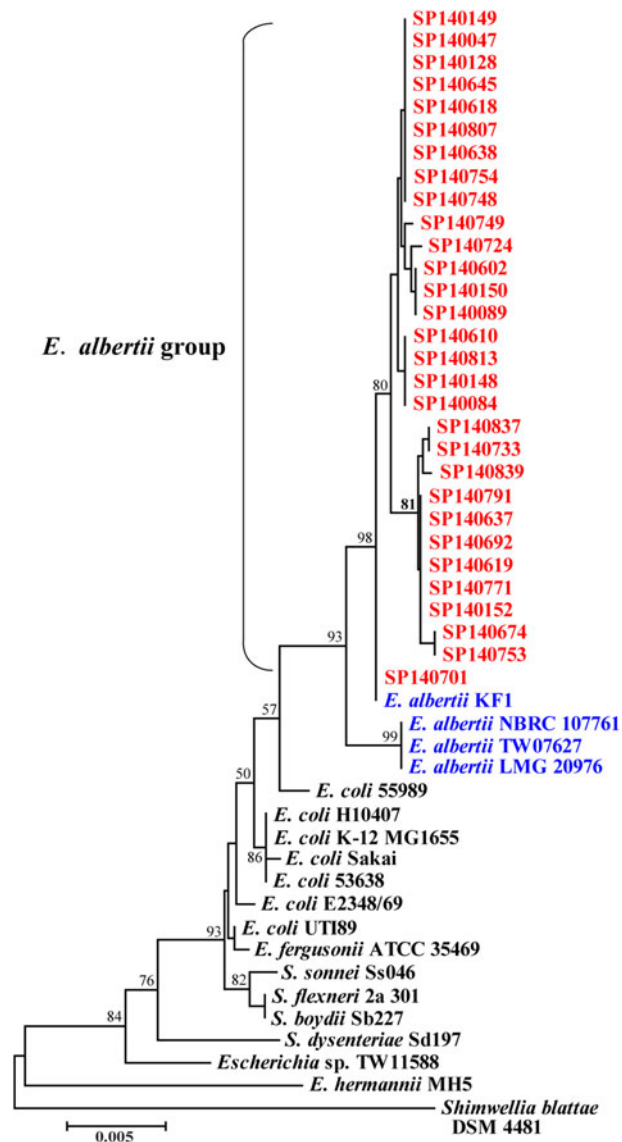 SP140149
SP140047
SP140128
SP140645
SP140618
SP140807
SP140638
SP140754
SP140748
SP140749
SP140724
SP140602
SP140150
SP140089
SP140610
E. albertii group
SP140813
SP140148
80
SP140084
SP140837
SP140733
SP140839
SP140791
81
SP140637
SP140692
98
SP140619
SP140771
SP140152
SP140674
93
SP140753
SP140701
E. albertii KF1
57
E. albertii NBRC 107761
99
E. albertii TW07627
E. albertii LMG 20976
50
E. coli 55989
E. coli H10407
E. coli K-12 MG1655
86
E. coli Sakai
E. coli 53638
E. coli E2348/69
93
E. coli UTI89
E. fergusonii ATCC 35469
82
S. sonnei Ss046
76
S. flexneri 2a 301
S. boydii Sb227
84
S. dysenteriae Sd197
Escherichia sp. TW11588
E. hermannii MH5
Shimwellia blattae
DSM 4481
0.005